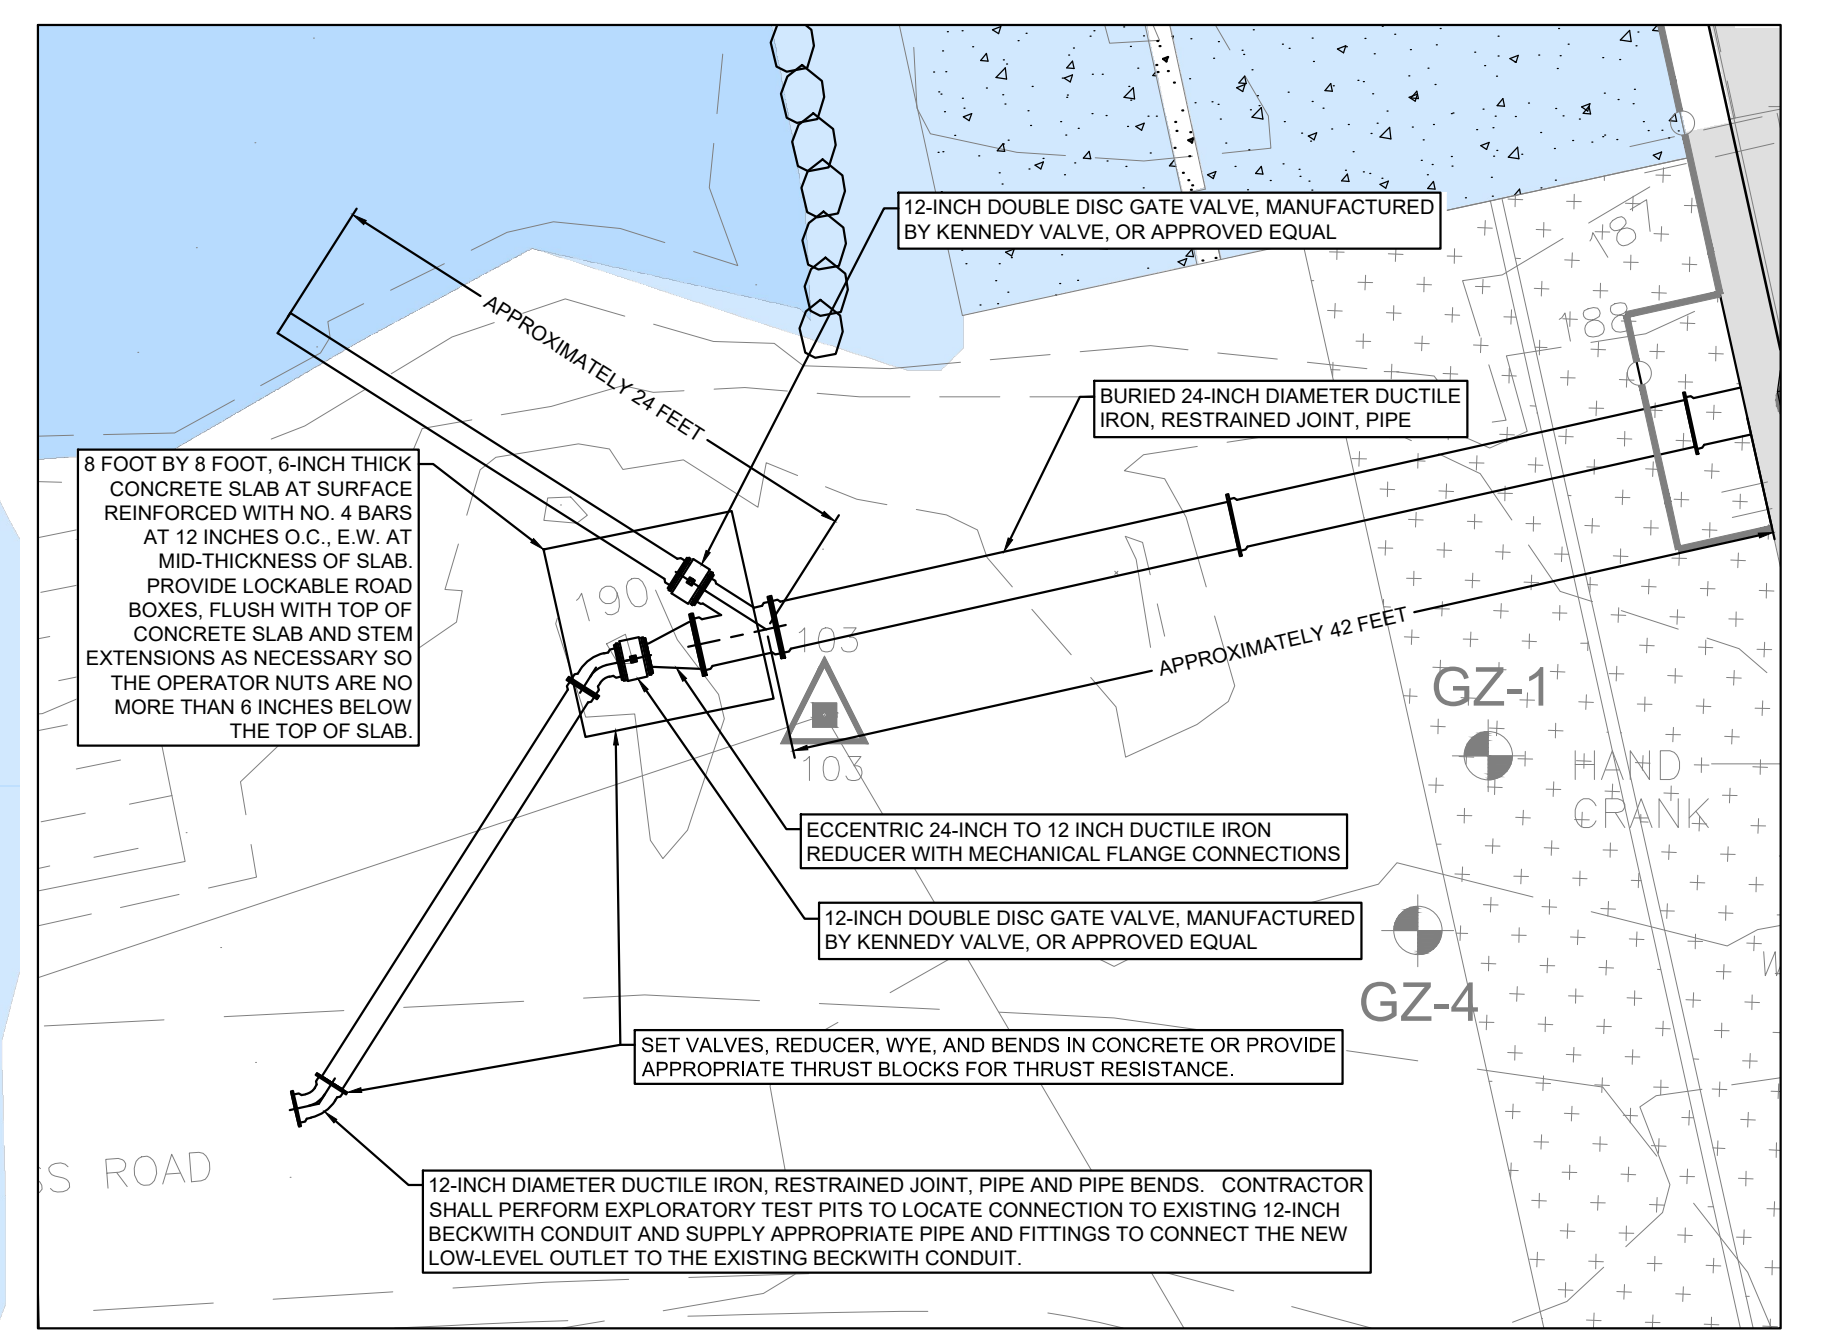 12-INCH DOUBLE DISC GATE VALVE, MANUFACTURED
BY KENNEDY VALVE, OR APPROVED EQUAL
187
188
APPROXIMATELY 24 FEET
BURIED 24-INCH DIAMETER DUCTILE
IRON, RESTRAINED JOINT, PIPE
8 FOOT BY 8 FOOT, 6-INCH THICK
CONCRETE SLAB AT SURFACE
REINFORCED WITH NO. 4 BARS
AT 12 INCHES O.C., E.W. AT
MID-THICKNESS OF SLAB.
PROVIDE LOCKABLE ROAD
BOXES, FLUSH WITH TOP OF
CONCRETE SLAB AND STEM
EXTENSIONS AS NECESSARY SO
THE OPERATOR NUTS ARE NO
MORE THAN 6 INCHES BELOW
THE TOP OF SLAB.
190
103
103
APPROXIMATELY 42 FEET
GZ-1
HAND
CRANK
ECCENTRIC 24-INCH TO 12 INCH DUCTILE IRON
REDUCER WITH MECHANICAL FLANGE CONNECTIONS
12-INCH DOUBLE DISC GATE VALVE, MANUFACTURED
BY KENNEDY VALVE, OR APPROVED EQUAL
GZ-4
SET VALVES, REDUCER, WYE, AND BENDS IN CONCRETE OR PROVIDE
APPROPRIATE THRUST BLOCKS FOR THRUST RESISTANCE.
SS ROAD
12-INCH DIAMETER DUCTILE IRON, RESTRAINED JOINT, PIPE AND PIPE BENDS. CONTRACTOR
SHALL PERFORM EXPLORATORY TEST PITS TO LOCATE CONNECTION TO EXISTING 12-INCH
BECKWITH CONDUIT AND SUPPLY APPROPRIATE PIPE AND FITTINGS TO CONNECT THE NEW
LOW-LEVEL OUTLET TO THE EXISTING BECKWITH CONDUIT.